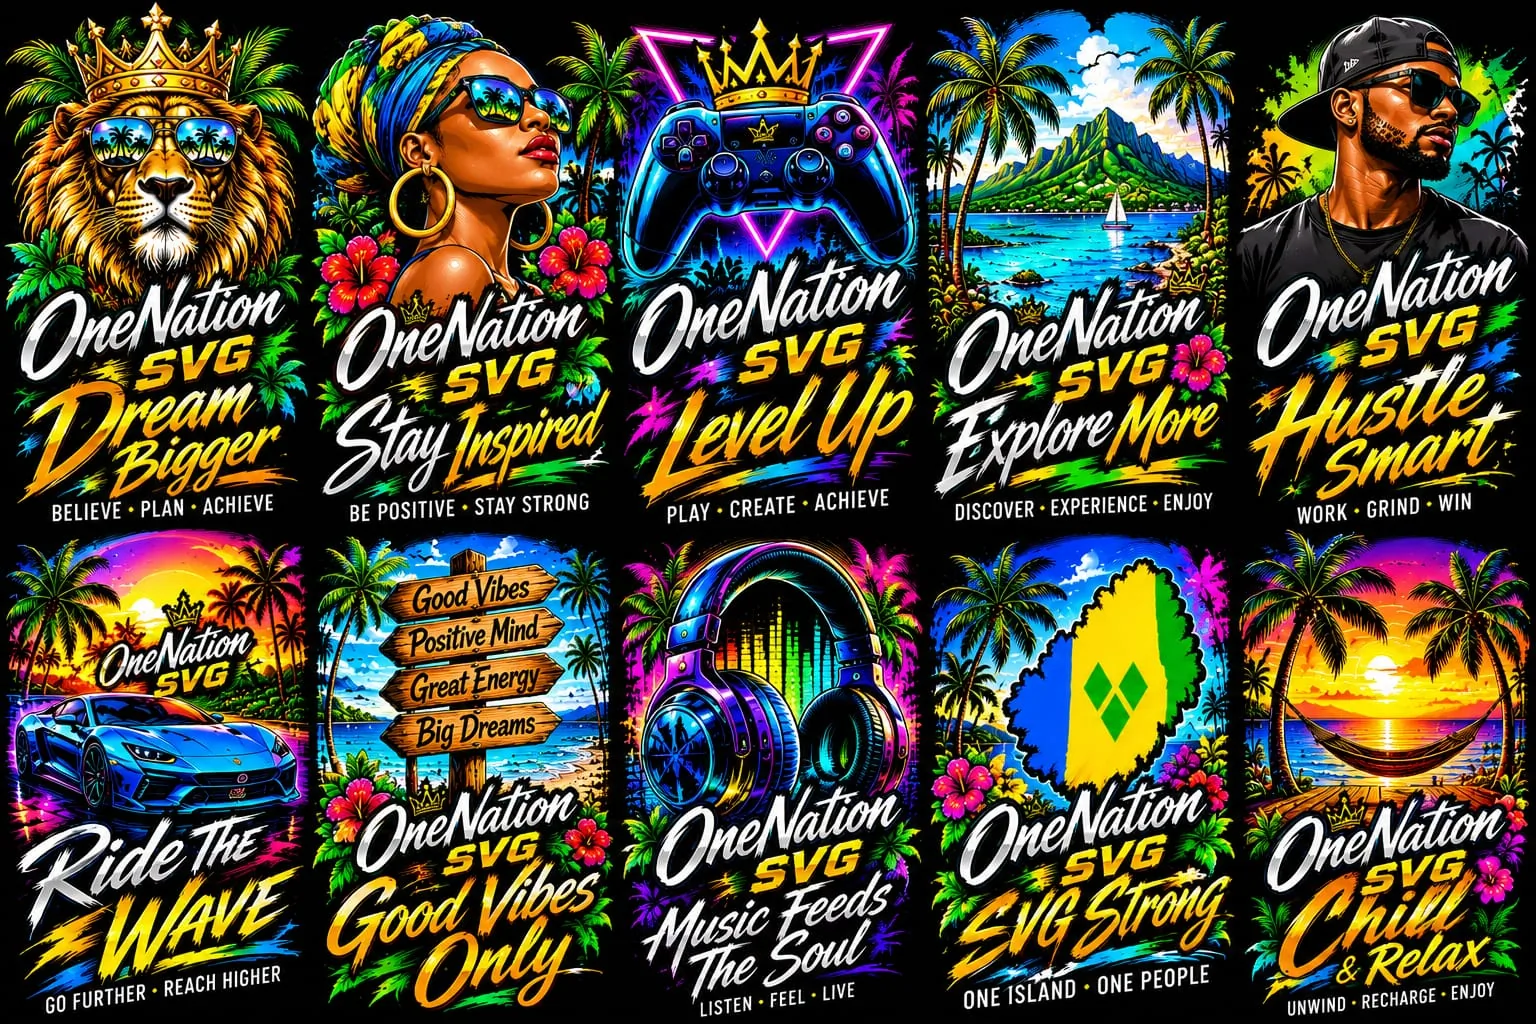 OneNation
SVG
Dream
Bigger
BELIEVE • PLAN • ACHIEVE
OneNation
SVG
Stay Inspired
BE POSITIVE • STAY STRONG
OneNation
SVG
Level Up
PLAY • CREATE • ACHIEVE
OneNation
SVG
Explore More
DISCOVER • EXPERIENCE • ENJOY
OneNation
SVG
Hustle
Smart
WORK • GRIND • WIN
OneNation
SVG
Ride The
Wave
GO FURTHER • REACH HIGHER
Good Vibes
Positive Mind
Great Energy
Big Dreams
OneNation
SVG
Good Vibes
Only
OneNation
SVG
Music Feeds
The Soul
LISTEN • FEEL • LIVE
OneNation
SVG
SVG Strong
ONE ISLAND • ONE PEOPLE
OneNation
SVG
Chill
& Relax
UNWIND • RECHARGE • ENJOY